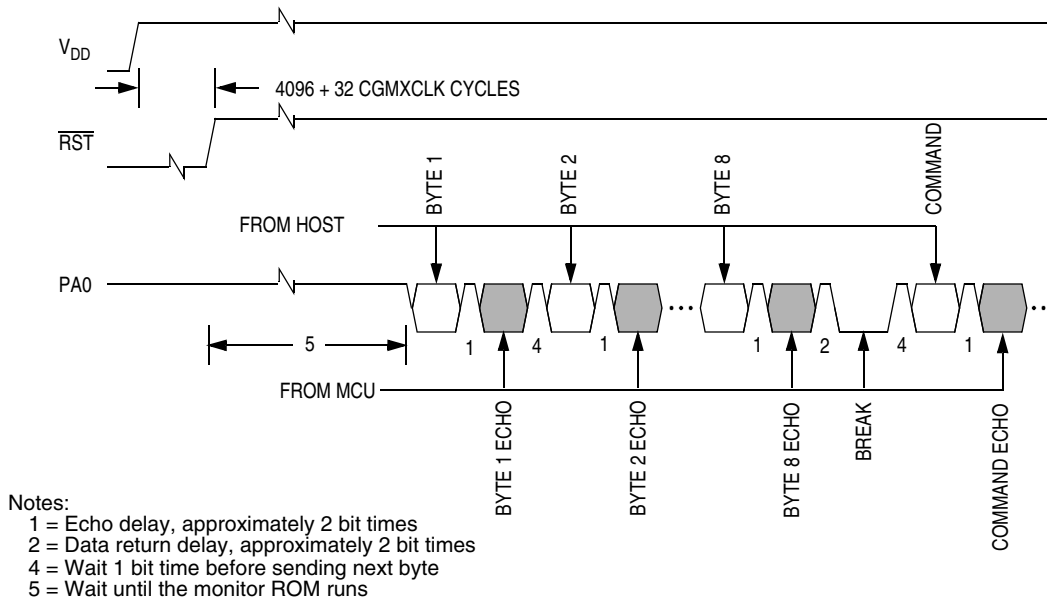 VDD
4096 + 32 CGMXCLK CYCLES
RST
FROM HOST
BYTE 1
BYTE 2
BYTE 8
COMMAND
PA0
5
1
4
1
1
2
4
1
FROM MCU
BYTE 1 ECHO
BYTE 2 ECHO
BYTE 8 ECHO
BREAK
COMMAND ECHO
Notes:
1 = Echo delay, approximately 2 bit times
2 = Data return delay, approximately 2 bit times
4 = Wait 1 bit time before sending next byte
5 = Wait until the monitor ROM runs